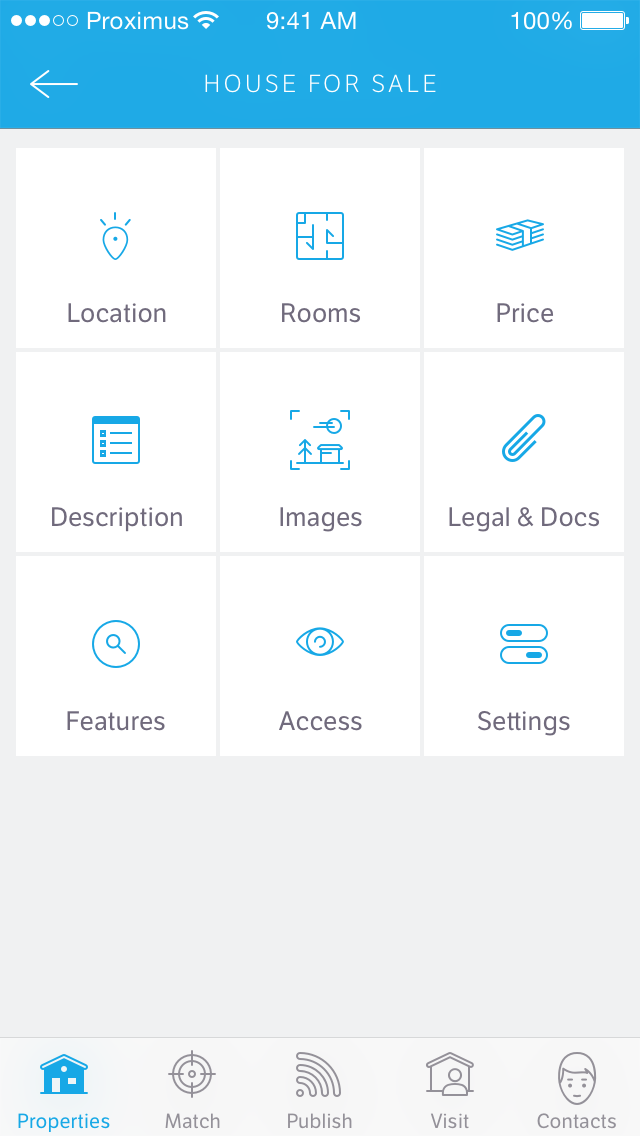 Proximus 9:41 AM 100%
HOUSE FOR SALE
Location Rooms Price
Description Images Legal & Docs
Features Access Settings
Properties Match Publish Visit Contacts